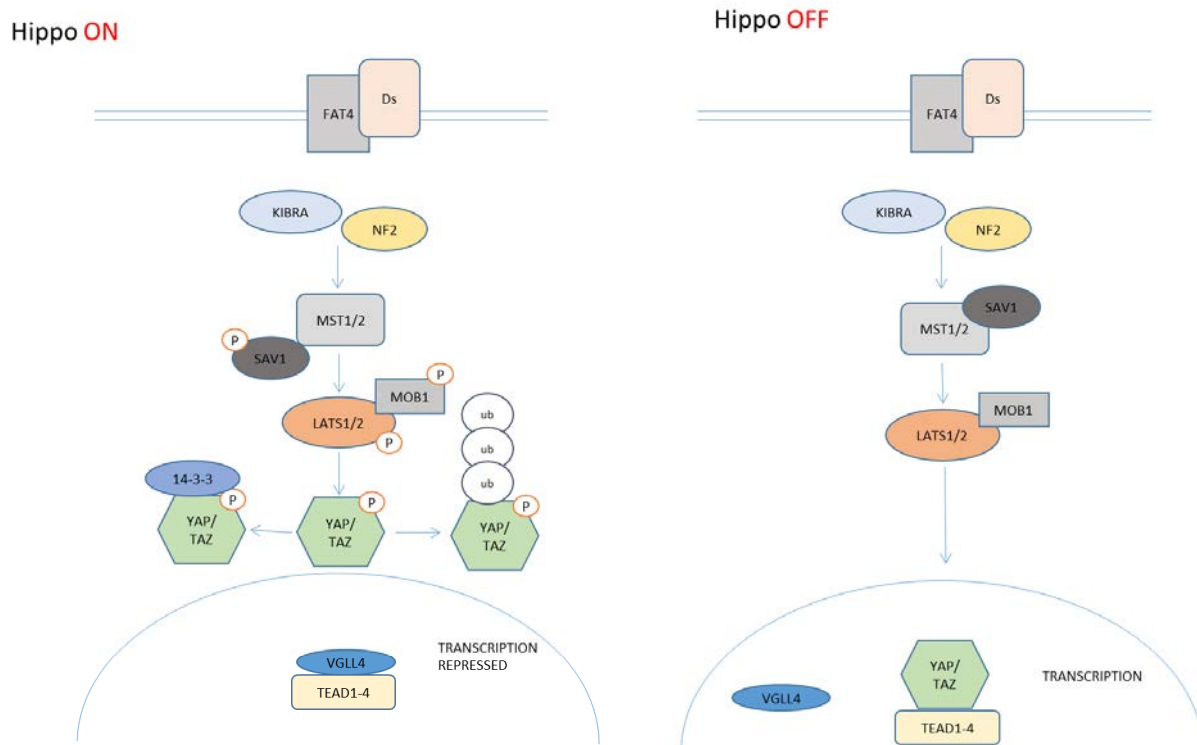 Hippo ON
FAT4
Ds
KIBRA
NF2
MST1/2
P
SAV1
P
MOB1
LATS1/2
P
ub
ub
ub
14-3-3
P
YAP/
TAZ
P
YAP/
TAZ
P
YAP/
TAZ
TRANSCRIPTION
REPRESSED
VGLL4
TEAD1-4
Hippo OFF
FAT4
Ds
KIBRA
NF2
SAV1
MST1/2
MOB1
LATS1/2
YAP/
TAZ
TRANSCRIPTION
VGLL4
TEAD1-4